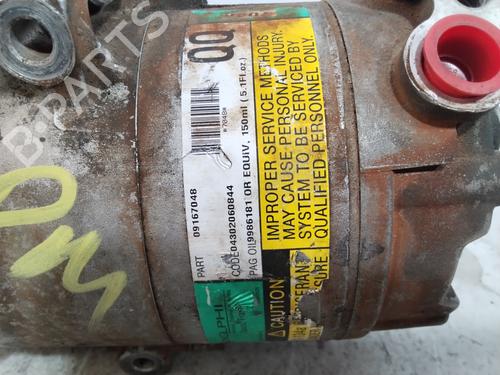 QQ
PART 09167048
CODE 04302060844
PAG OIL 9986181 OR EQUIV, 150ml (5.1Fl oz)
IMPROPER SERVICE METHODS
MAY CAUSE PERSONAL INJURY.
SYSTEM TO BE SERVICED BY
QUALIFIED PERSONNEL ONLY.
CAUTION
B-PARTS